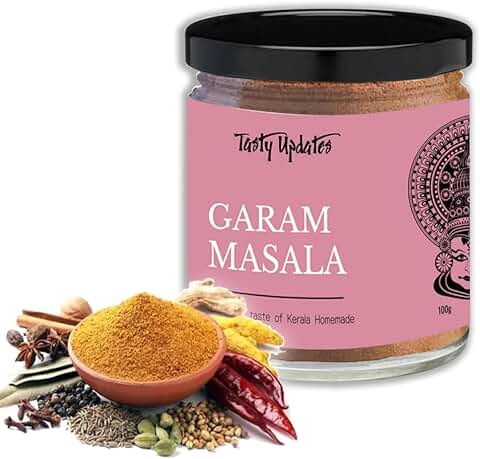 Tasty Updates
GARAM
MASALA
taste of Kerala Homemade
100g